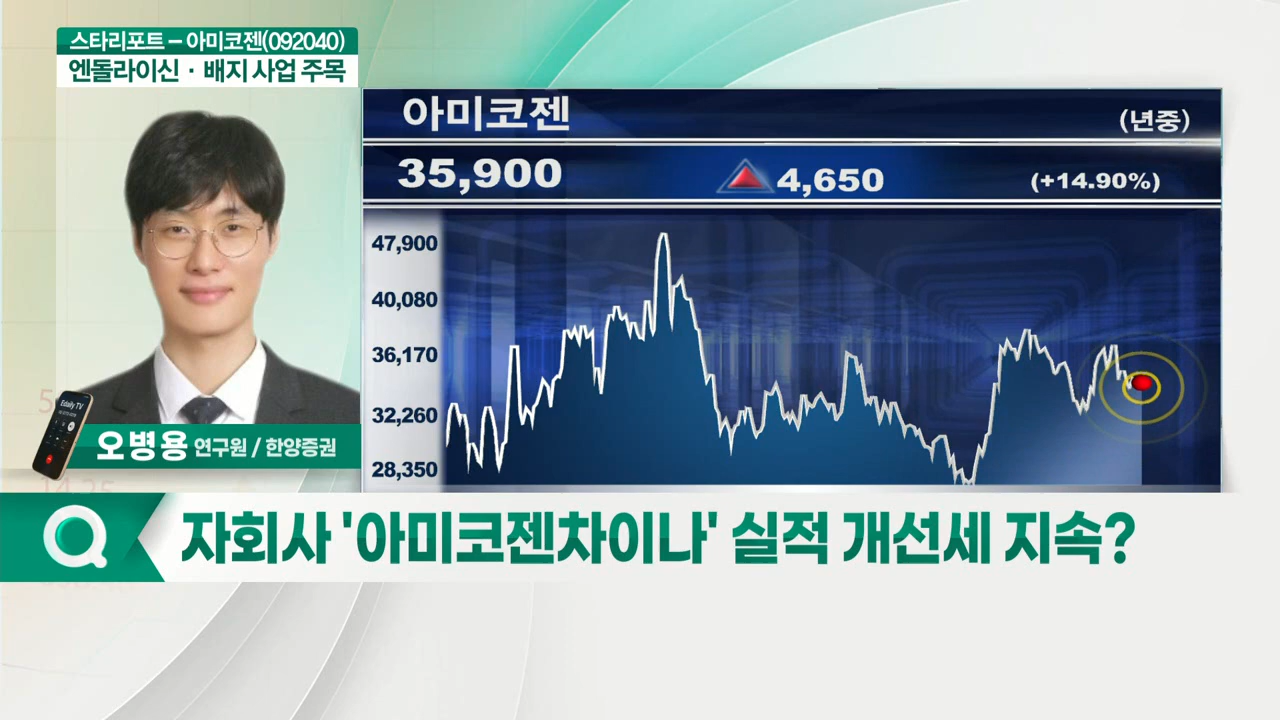 스타리포트 - 아미코젠(092040)
엔돌라이신 · 배지 사업 주목
아미코젠 (년중)
35,900 ▲ 4,650 (+14.90%)
47,900
40,080
36,170
32,260
28,350
Edaily TV
오병용 연구원 / 한양증권
Q 자회사 '아미코젠차이나' 실적 개선세 지속?